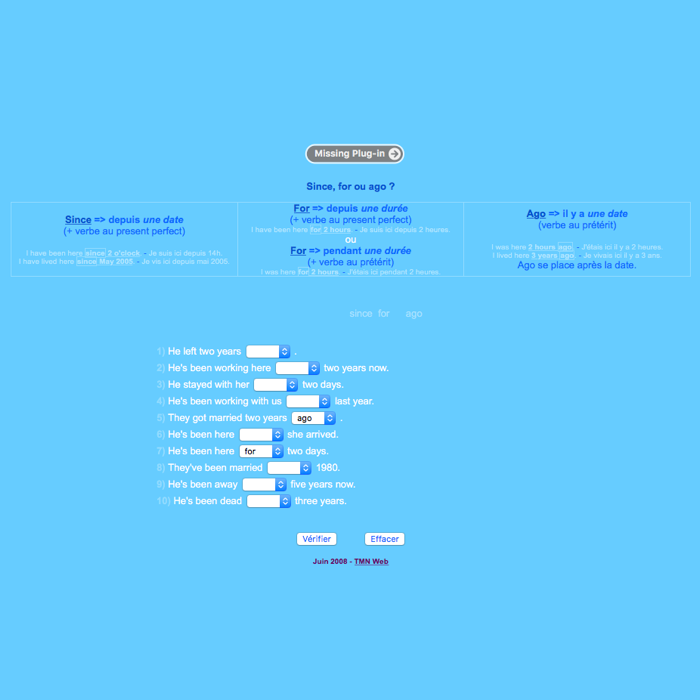 Missing Plug-in
Since, for ou ago ?
Since => depuis une date
(+ verbe au present perfect)
I have been here since 2 o'clock - Je suis ici depuis 14h.
I have lived here since May 2005 - Je vis ici depuis mai 2005.
For => depuis une durée
(+ verbe au present perfect)
I have been here for 2 hours - Je suis ici depuis 2 heures.
ou
For => pendant une durée
(+ verbe au prétérit)
I was here for 2 hours - J'étais ici pendant 2 heures.
Ago => il y a une date
(verbe au prétérit)
I was here 2 hours ago - J'étais ici il y a 2 heures.
I lived here 3 years ago - Je vivais ici il y a 3 ans.
Ago se place après la date.
since for ago
1) He left two years .
2) He's been working here two years now.
3) He stayed with her two days.
4) He's been working with us last year.
5) They got married two years ago .
6) He's been here she arrived.
7) He's been here for two days.
8) They've been married 1980.
9) He's been away five years now.
10) He's been dead three years.
Vérifier Effacer
Juin 2008 - TMN Web